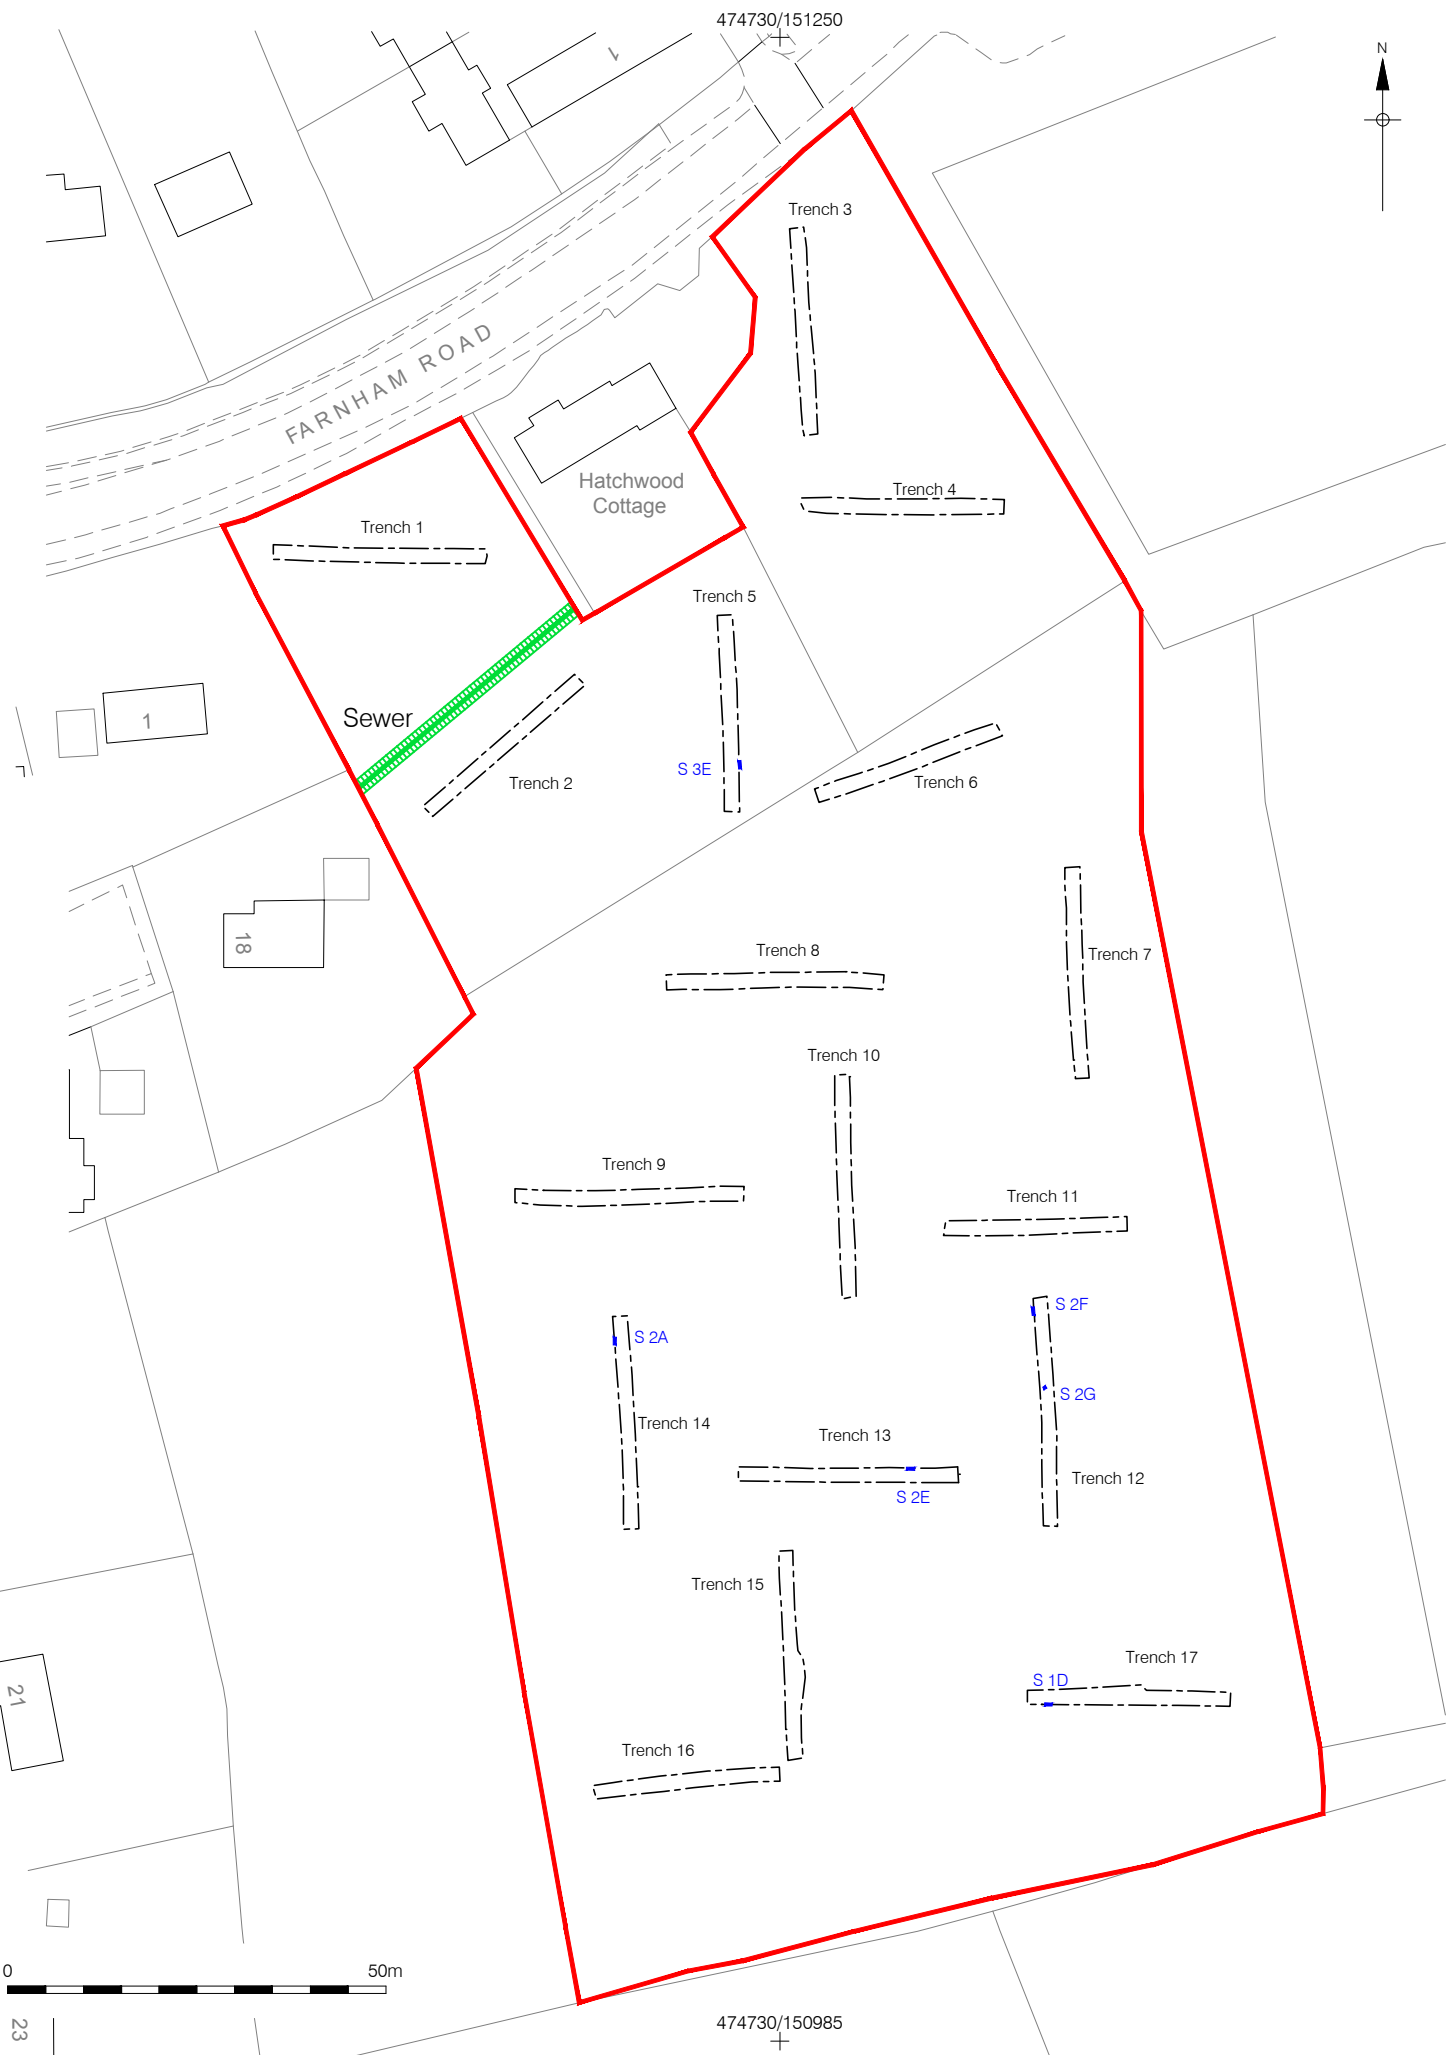 474730/151250
N
1
Trench 3
FARNHAM ROAD
Hatchwood
Cottage
Trench 4
Trench 1
Trench 5
Sewer
1
S 3E
Trench 2
Trench 6
18
Trench 8
Trench 7
Trench 10
Trench 9
Trench 11
S 2F
S 2A
S 2G
Trench 14
Trench 13
Trench 12
S 2E
Trench 15
Trench 17
S 1D
21
Trench 16
0
50m
474730/150985
23